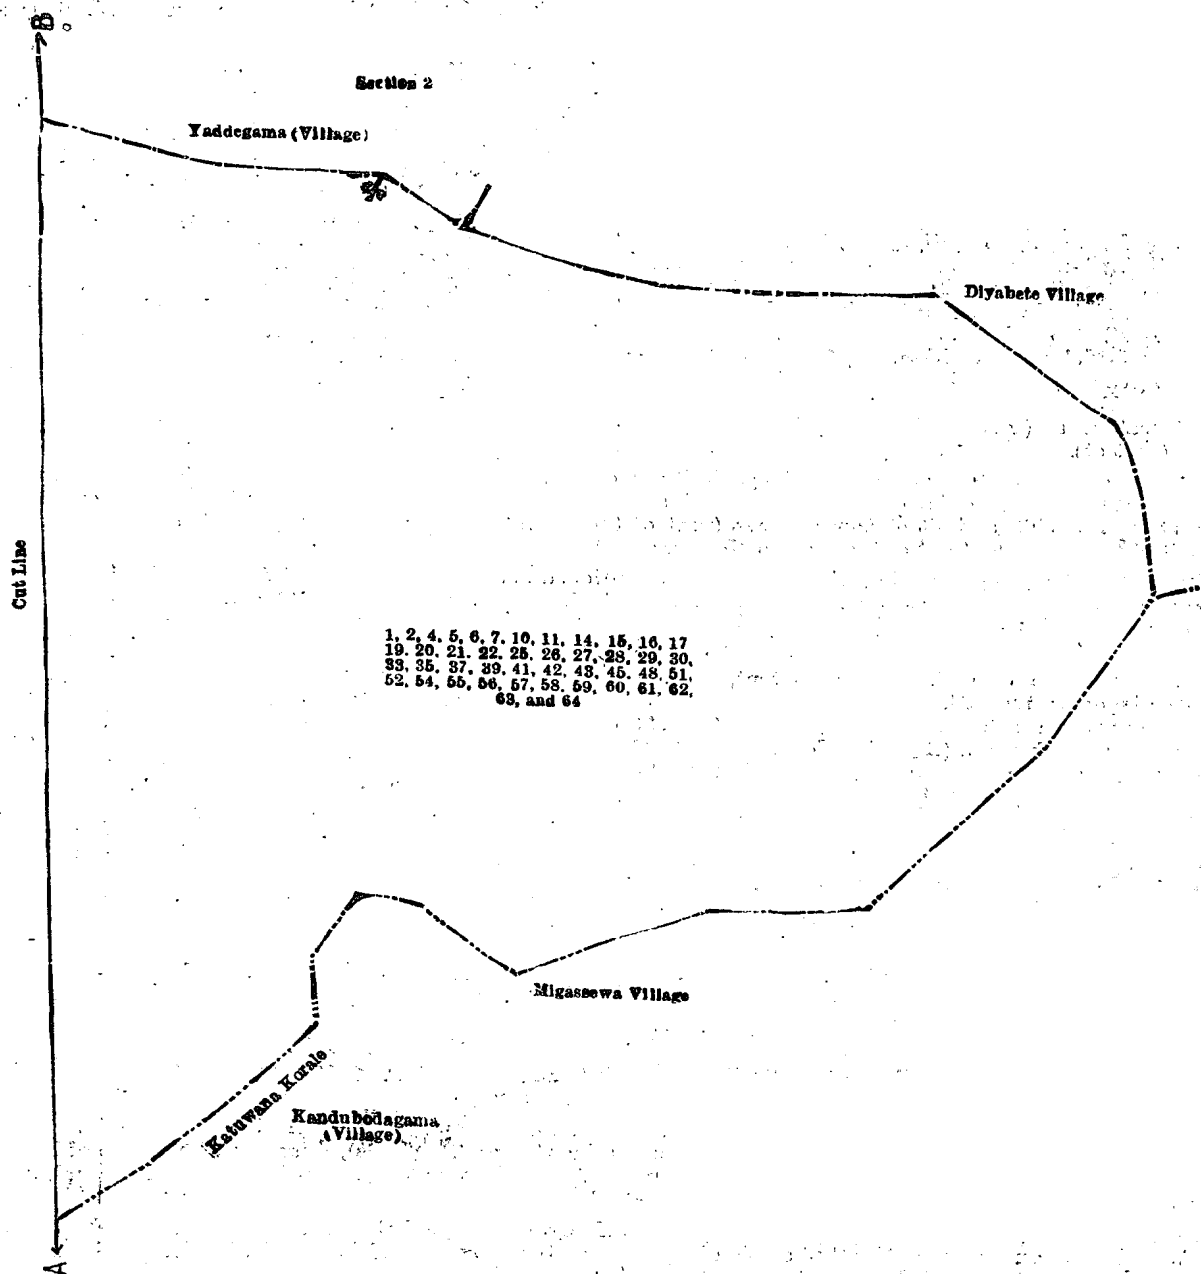 B.
Section 2
Yaddegama (Village)
Diyabete Village
Cut Line
1, 2, 4, 5, 6, 7, 10, 11, 14, 15, 16, 17
19, 20, 21, 22, 25, 26, 27, 28, 29, 30,
33, 35, 37, 39, 41, 42, 43, 45, 48, 51,
52, 54, 55, 56, 57, 58, 59, 60, 61, 62,
63, and 64
Migassewa Village
Katuwana Korale
Kandubodagama
(Village)
A